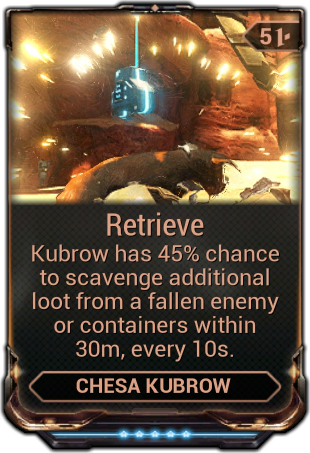 51
Retrieve
Kubrow has 45% chance
to scavenge additional
loot from a fallen enemy
or containers within
30m, every 10s.
CHESA KUBROW